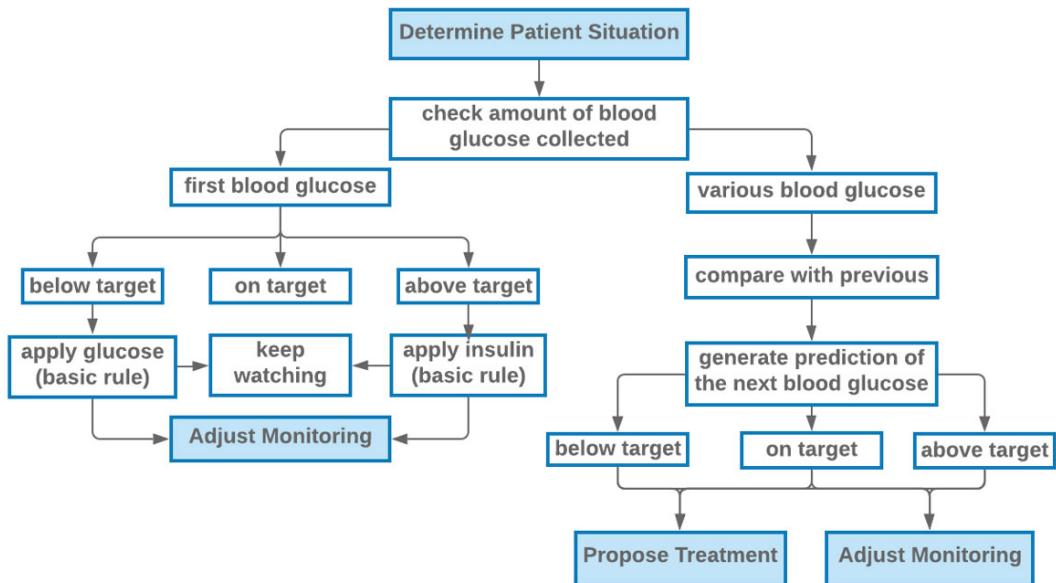 Determine Patient Situation
check amount of blood
glucose collected
first blood glucose
various blood glucose
below target
on target
above target
compare with previous
apply glucose
(basic rule)
keep
watching
apply insulin
(basic rule)
generate prediction of
the next blood glucose
Adjust Monitoring
below target
on target
above target
Propose Treatment
Adjust Monitoring